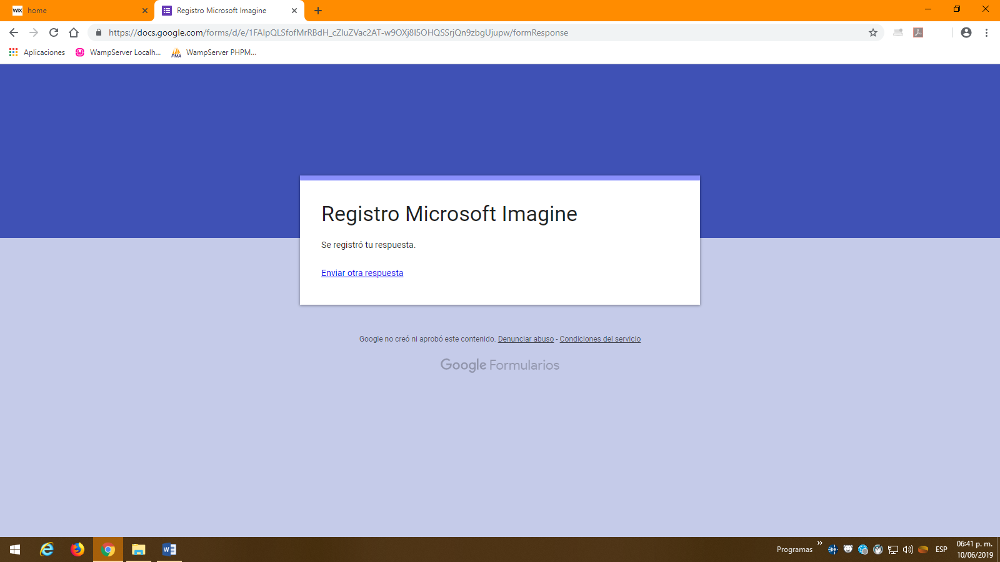 WIX home
Registro Microsoft Imagine
https://docs.google.com/forms/d/e/1FAIpQLSfofMrRBdH_cZluZVac2AT-w9OXj8I5OHQSSrjQn9zbgUjupw/formResponse
Aplicaciones
WampServer Localh...
PMA
WampServer PHPM...
Registro Microsoft Imagine
Se registró tu respuesta.
Enviar otra respuesta
Google no creó ni aprobó este contenido. Denunciar abuso - Condiciones del servicio
Google Formularios
Programas
ESP
06:41 p. m.
10/06/2019